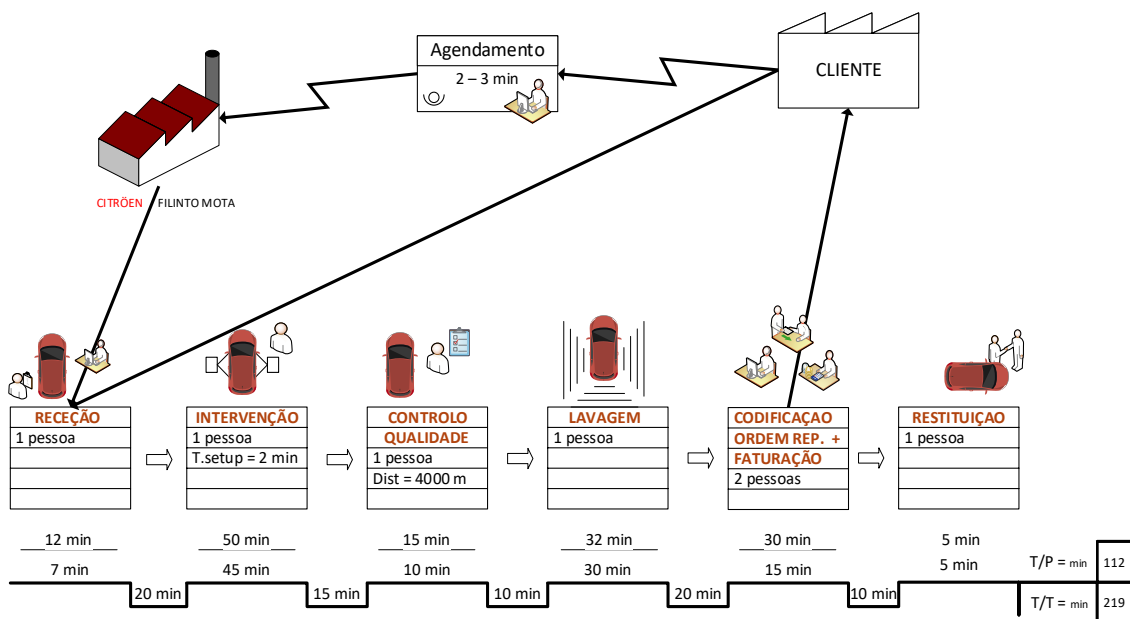 Agendamento
2 – 3 min
CLIENTE
CITRÖEN FILINTO MOTA
RECEÇÃO
1 pessoa
INTERVENÇÃO
1 pessoa
T.setup = 2 min
CONTROLO
QUALIDADE
1 pessoa
Dist = 4000 m
LAVAGEM
1 pessoa
CODIFICAÇAO
ORDEM REP. +
FATURAÇÃO
2 pessoas
RESTITUIÇAO
1 pessoa
12 min 50 min 15 min 32 min 30 min 5 min
7 min 45 min 10 min 30 min 15 min 5 min
T/P = min 112
20 min 15 min 10 min 20 min 10 min
T/T = min 219